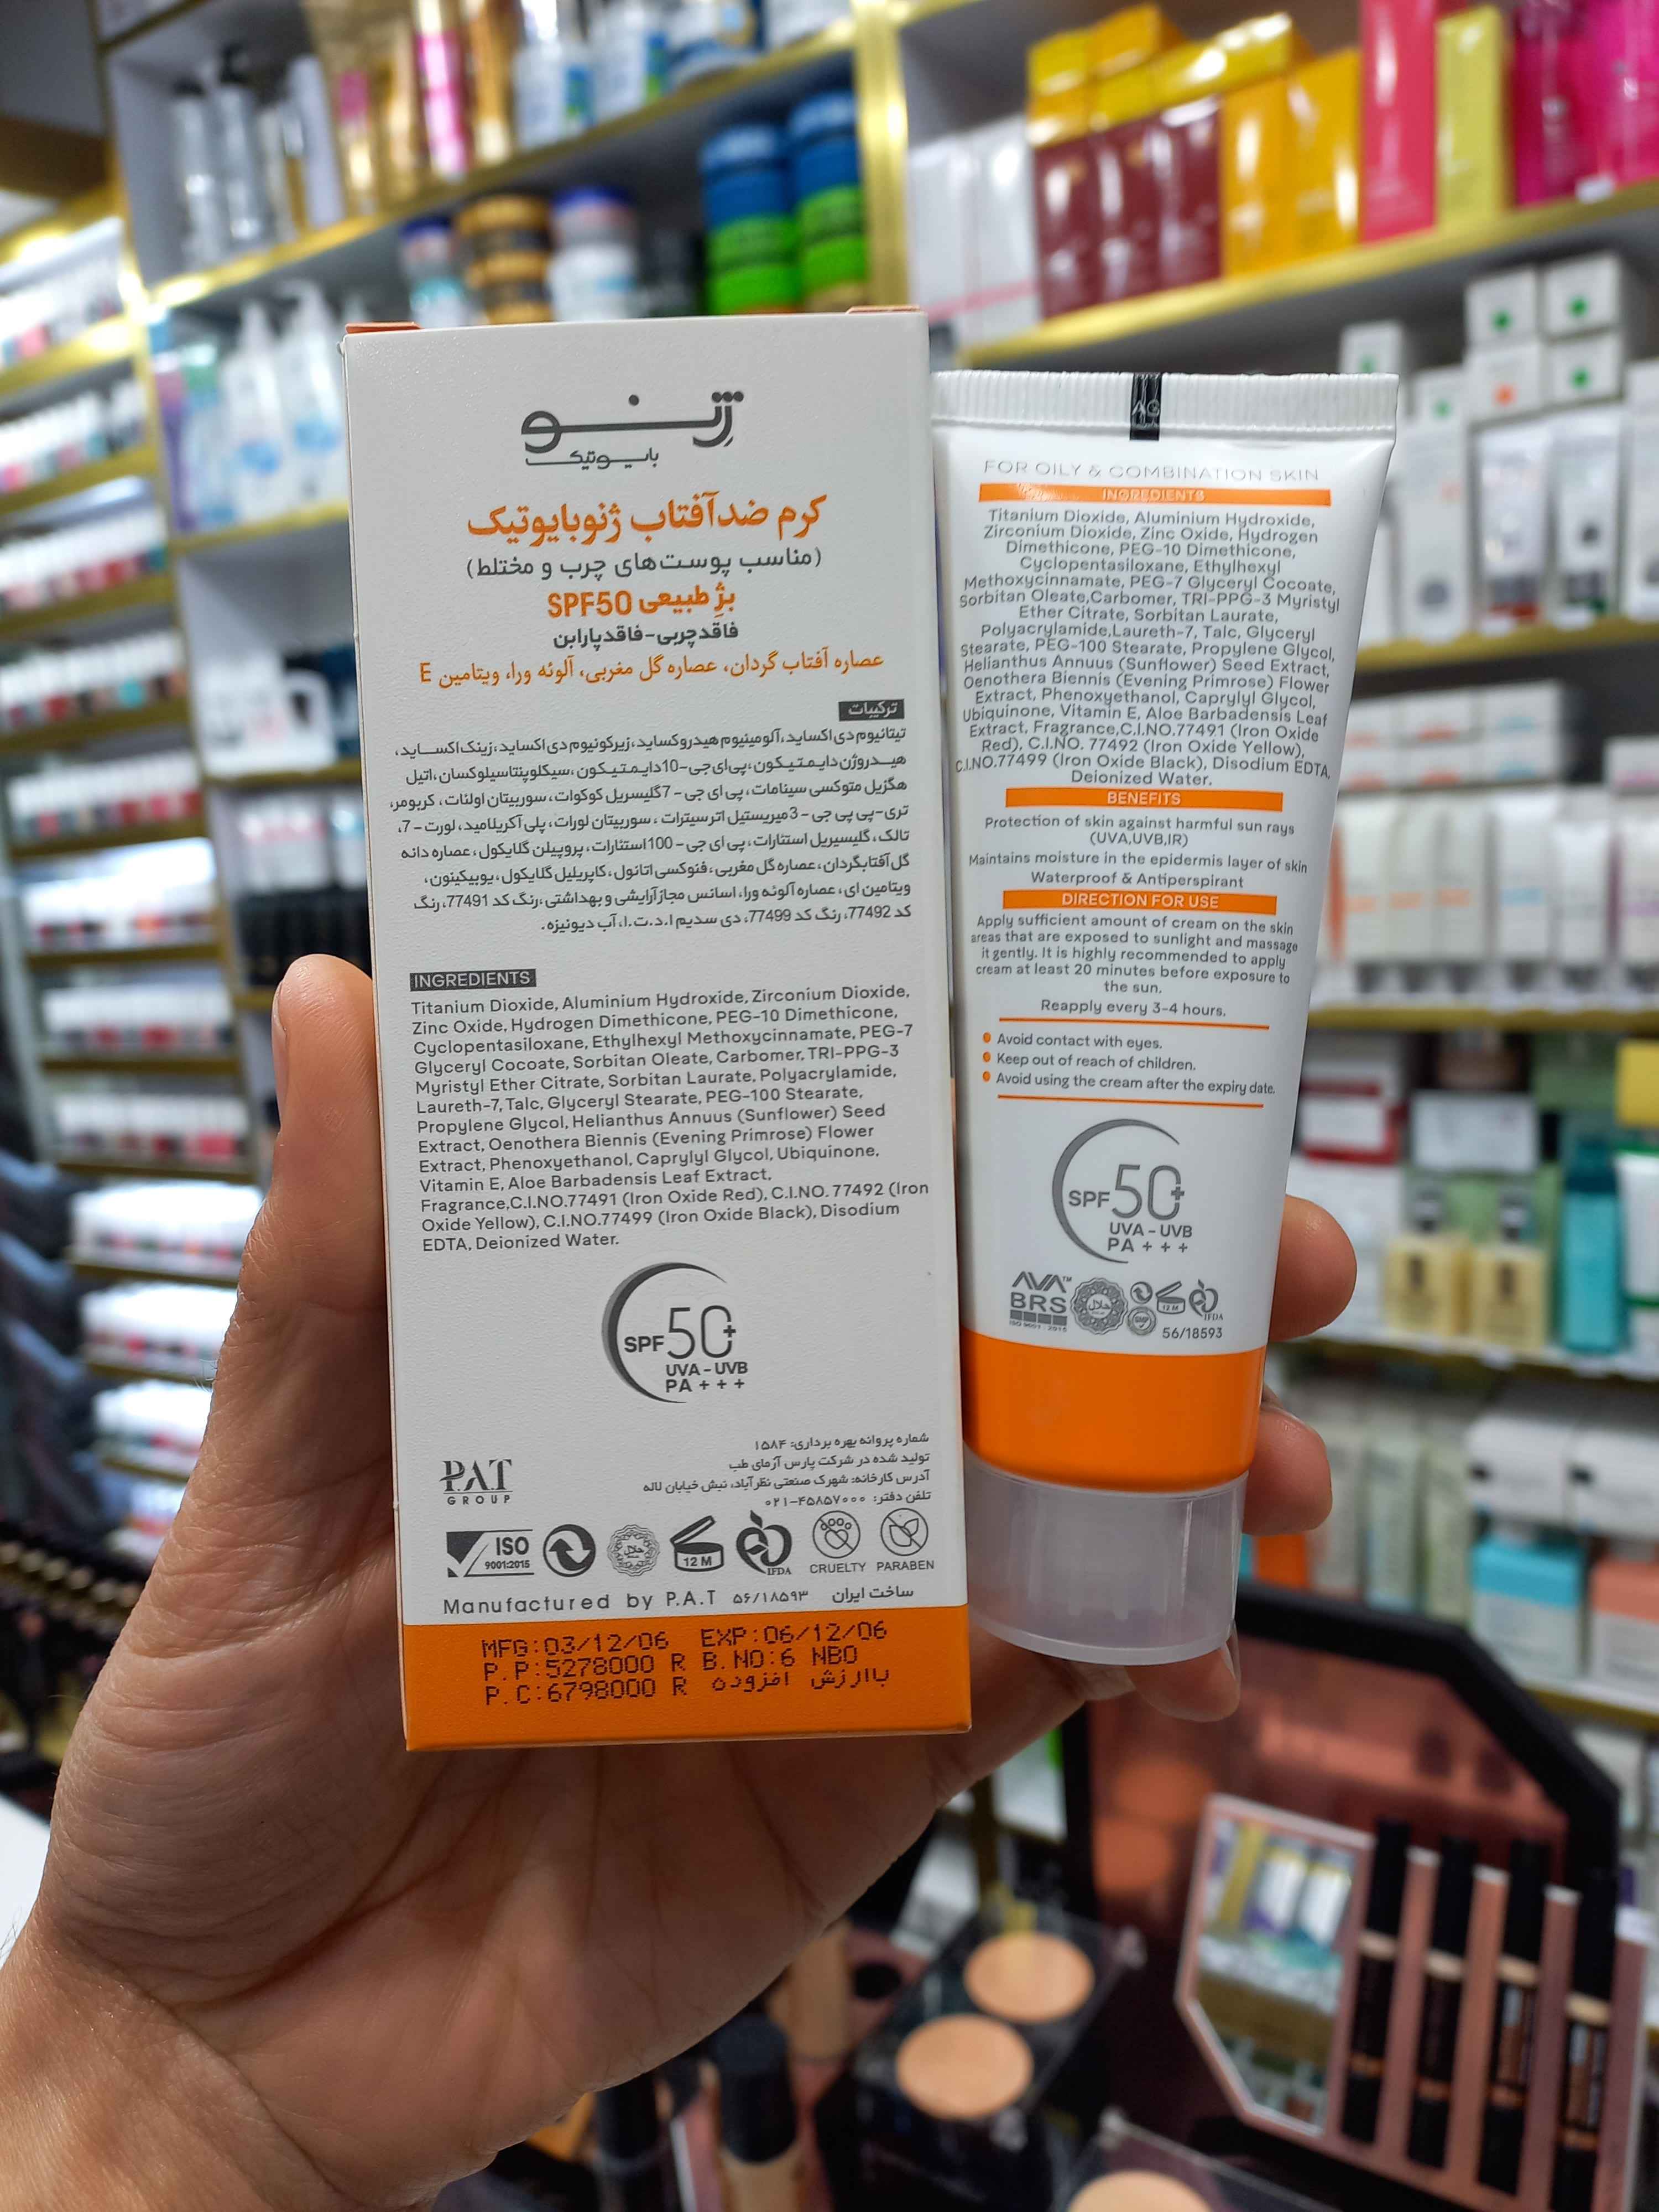 ژنو
بایوتیک
کرم ضدآفتاب ژنوبایوتیک
(مناسب پوست‌های چرب و مختلط)
بژ طبیعی SPF50
فاقدچربی-فاقدپارابن
عصاره آفتاب گردان، عصاره گل مغربی، آلوئه ورا، ویتامین E
ترکیبات
تیتانیوم دی اکساید، آلومینیوم هیدروکساید، زیرکونیوم دی اکساید، زینک اکساید،
هیدروژن دایمتیکون، پی ای جی-10 دایمتیکون، سیکلوپنتاسیلوکسان، اتیل
هگزیل متوکسی سینامات، پی ای جی-7 گلیسریل کوکوات، سوربیتان اولئات، کربومر،
تری-پی پی جی-3 میریستیل اتر سیترات، سوربیتان لورات، پلی آکریلامید، لورت-7،
تالک، گلیسیریل استئارات، پی ای جی-100 استئارات، پروپیلن گلایکول، عصاره دانه
گل آفتابگردان، عصاره گل مغربی، فنوکسی اتانول، کاپریلیل گلایکول، یوبیکینون،
ویتامین ای، عصاره آلوئه ورا، اسانس مجاز آرایشی و بهداشتی، رنگ کد 77491، رنگ
کد 77492، رنگ کد 77499، دی سدیم ا.د.ت.ا، آب دیونیزه.
INGREDIENTS
Titanium Dioxide, Aluminium Hydroxide, Zirconium Dioxide,
Zinc Oxide, Hydrogen Dimethicone, PEG-10 Dimethicone,
Cyclopentasiloxane, Ethylhexyl Methoxycinnamate, PEG-7
Glyceryl Cocoate, Sorbitan Oleate, Carbomer, TRI-PPG-3
Myristyl Ether Citrate, Sorbitan Laurate, Polyacrylamide,
Laureth-7, Talc, Glyceryl Stearate, PEG-100 Stearate,
Propylene Glycol, Helianthus Annuus (Sunflower) Seed
Extract, Oenothera Biennis (Evening Primrose) Flower
Extract, Phenoxyethanol, Caprylyl Glycol, Ubiquinone,
Vitamin E, Aloe Barbadensis Leaf Extract,
Fragrance,C.I.NO.77491 (Iron Oxide Red), C.I.NO. 77492 (Iron
Oxide Yellow), C.I.NO.77499 (Iron Oxide Black), Disodium
EDTA, Deionized Water.
SPF 50+
UVA - UVB
PA + + +
شماره پروانه بهره برداری: ۱۵۸۴
تولید شده در شرکت پارس آزمای طب
آدرس کارخانه: شهرک صنعتی نظرآباد، نبش خیابان لاله
تلفن دفتر: ۰۲۱-۴۵۸۵۷۰۰۰
P.A.T
GROUP
ISO
9001:2015
حلال
12 M
IFDA
CRUELTY
PARABEN
Manufactured by P.A.T ۵۶/۱۸۵۹۳ ساخت ایران
MFG:03/12/06 EXP:06/12/06
P.P:5278000 R B.NO:6 NBO
P.C:6798000 R باارزش افزوده
AG
FOR OILY & COMBINATION SKIN
INGREDIENTS
Titanium Dioxide, Aluminium Hydroxide,
Zirconium Dioxide, Zinc Oxide, Hydrogen
Dimethicone, PEG-10 Dimethicone,
Cyclopentasiloxane, Ethylhexyl
Methoxycinnamate, PEG-7 Glyceryl Cocoate,
Sorbitan Oleate,Carbomer, TRI-PPG-3 Myristyl
Ether Citrate, Sorbitan Laurate,
Polyacrylamide,Laureth-7, Talc, Glyceryl
Stearate, PEG-100 Stearate, Propylene Glycol,
Helianthus Annuus (Sunflower) Seed Extract,
Oenothera Biennis (Evening Primrose) Flower
Extract, Phenoxyethanol, Caprylyl Glycol,
Ubiquinone, Vitamin E, Aloe Barbadensis Leaf
Extract, Fragrance,C.I.NO.77491 (Iron Oxide
Red), C.I.NO. 77492 (Iron Oxide Yellow),
C.I.NO.77499 (Iron Oxide Black), Disodium EDTA,
Deionized Water.
BENEFITS
Protection of skin against harmful sun rays
(UVA,UVB,IR)
Maintains moisture in the epidermis layer of skin
Waterproof & Antiperspirant
DIRECTION FOR USE
Apply sufficient amount of cream on the skin
areas that are exposed to sunlight and massage
it gently. It is highly recommended to apply
cream at least 20 minutes before exposure to
the sun.
Reapply every 3-4 hours.
Avoid contact with eyes.
Keep out of reach of children.
Avoid using the cream after the expiry date.
SPF 50+
UVA - UVB
PA + + +
AVA™
BRS
ISO 9001 : 2015
حلال
GMP
12 M
IFDA
56/18593